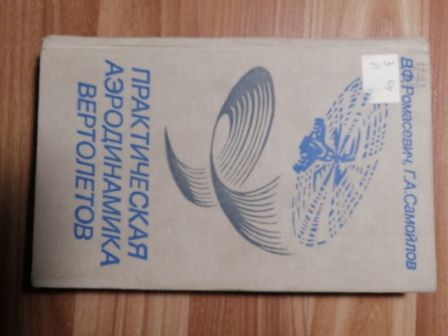 В.Ф. Ромасевич, Г.А. Самойлов
ПРАКТИЧЕСКАЯ
АЭРОДИНАМИКА
ВЕРТОЛЕТОВ